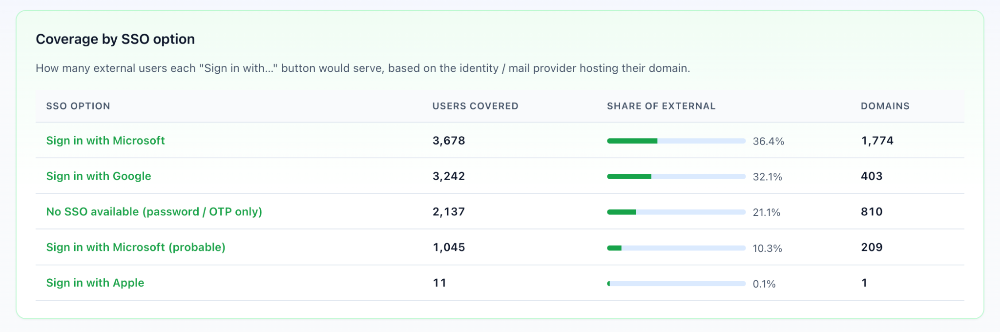 Coverage by SSO option
How many external users each "Sign in with..." button would serve, based on the identity / mail provider hosting their domain.
SSO OPTION USERS COVERED SHARE OF EXTERNAL DOMAINS
Sign in with Microsoft 3,678 36.4% 1,774
Sign in with Google 3,242 32.1% 403
No SSO available (password / OTP only) 2,137 21.1% 810
Sign in with Microsoft (probable) 1,045 10.3% 209
Sign in with Apple 11 0.1% 1